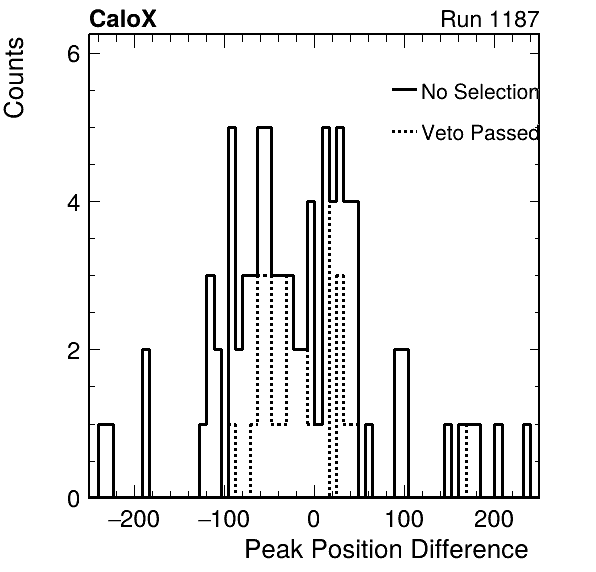 CaloX Run 1187
Counts
6
No Selection
Veto Passed
4
2
0
−200 −100 0 100 200
Peak Position Difference